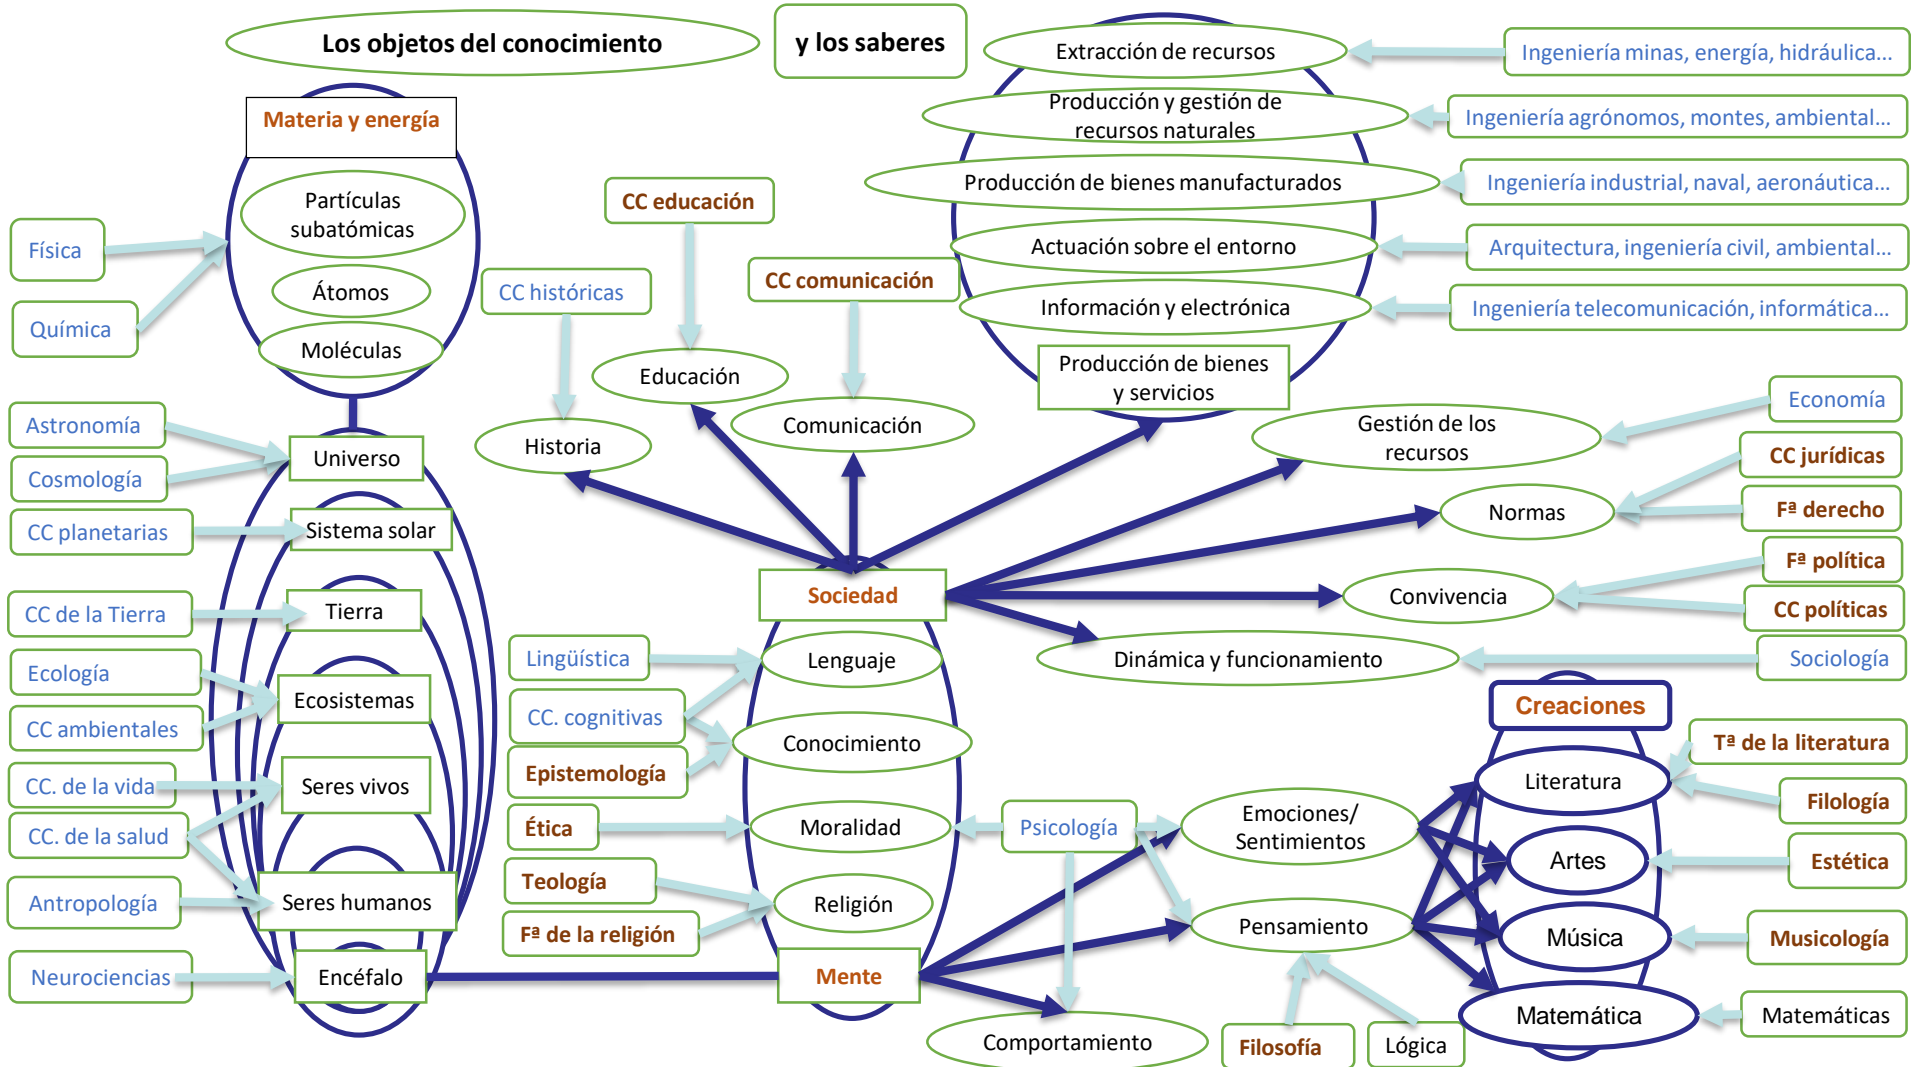 Los objetos del conocimiento
y los saberes
Materia y energía
Partículas
subatómicas
Átomos
Moléculas
Física
Química
Astronomía
Cosmología
CC planetarias
CC de la Tierra
Ecología
CC ambientales
CC. de la vida
CC. de la salud
Antropología
Neurociencias
Universo
Sistema solar
Tierra
Ecosistemas
Seres vivos
Seres humanos
Encéfalo
CC históricas
CC educación
CC comunicación
Historia
Educación
Comunicación
Extracción de recursos
Producción y gestión de
recursos naturales
Producción de bienes manufacturados
Actuación sobre el entorno
Información y electrónica
Producción de bienes
y servicios
Ingeniería minas, energía, hidráulica...
Ingeniería agrónomos, montes, ambiental...
Ingeniería industrial, naval, aeronáutica...
Arquitectura, ingeniería civil, ambiental...
Ingeniería telecomunicación, informática...
Gestión de los
recursos
Normas
Convivencia
Dinámica y funcionamiento
Economía
CC jurídicas
Fª derecho
Fª política
CC políticas
Sociología
Sociedad
Lenguaje
Conocimiento
Moralidad
Religión
Mente
Lingüística
CC. cognitivas
Epistemología
Ética
Teología
Fª de la religión
Psicología
Emociones/
Sentimientos
Pensamiento
Comportamiento
Filosofía
Lógica
Creaciones
Literatura
Artes
Música
Matemática
Tª de la literatura
Filología
Estética
Musicología
Matemáticas